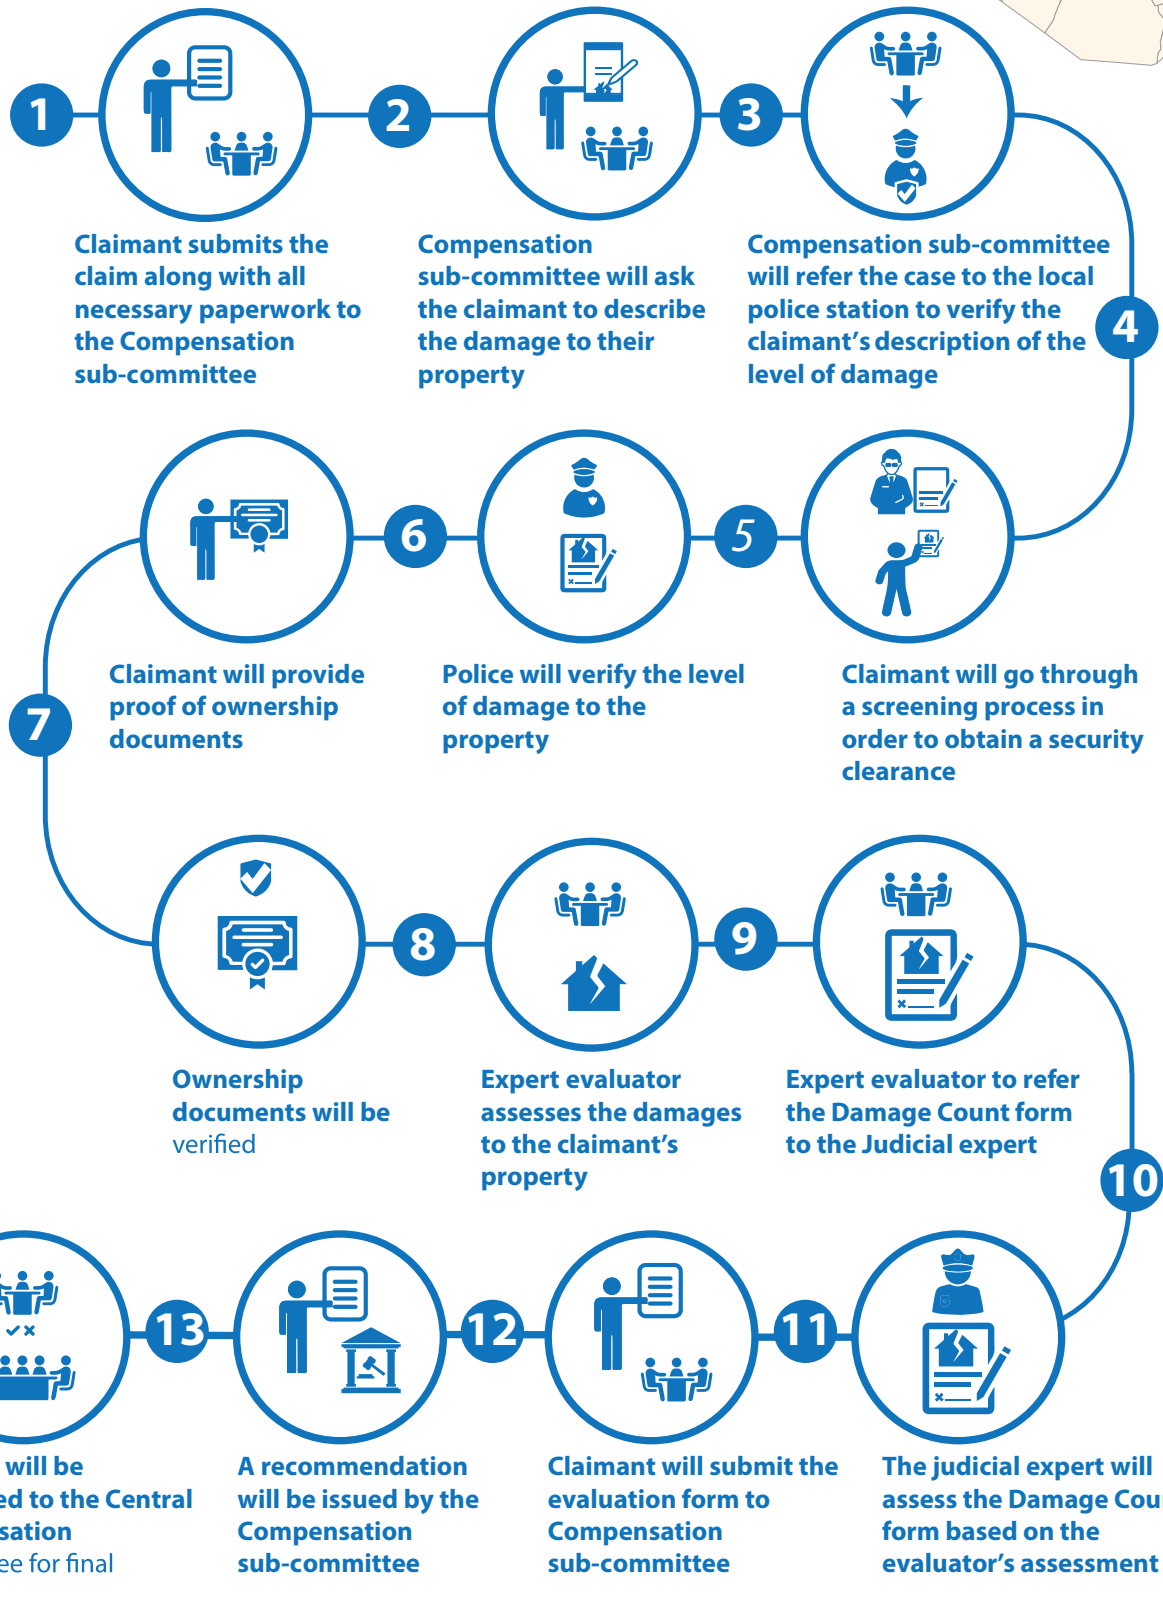 1
2
3
Claimant submits the
claim along with all
necessary paperwork to
the Compensation
sub-committee
Compensation
sub-committee will ask
the claimant to describe
the damage to their
property
Compensation sub-committee
will refer the case to the local
police station to verify the
claimant's description of the
level of damage
4
6
5
Claimant will provide
proof of ownership
documents
Police will verify the level
of damage to the
property
Claimant will go through
a screening process in
order to obtain a security
clearance
7
8
9
Ownership
documents will be
verified
Expert evaluator
assesses the damages
to the claimant's
property
Expert evaluator to refer
the Damage Count form
to the Judicial expert
10
13
12
11
will be
to the Central
for final
A recommendation
will be issued by the
Compensation
sub-committee
Claimant will submit the
evaluation form to
Compensation
sub-committee
The judicial expert will
assess the Damage
form based on the
evaluator's assessment